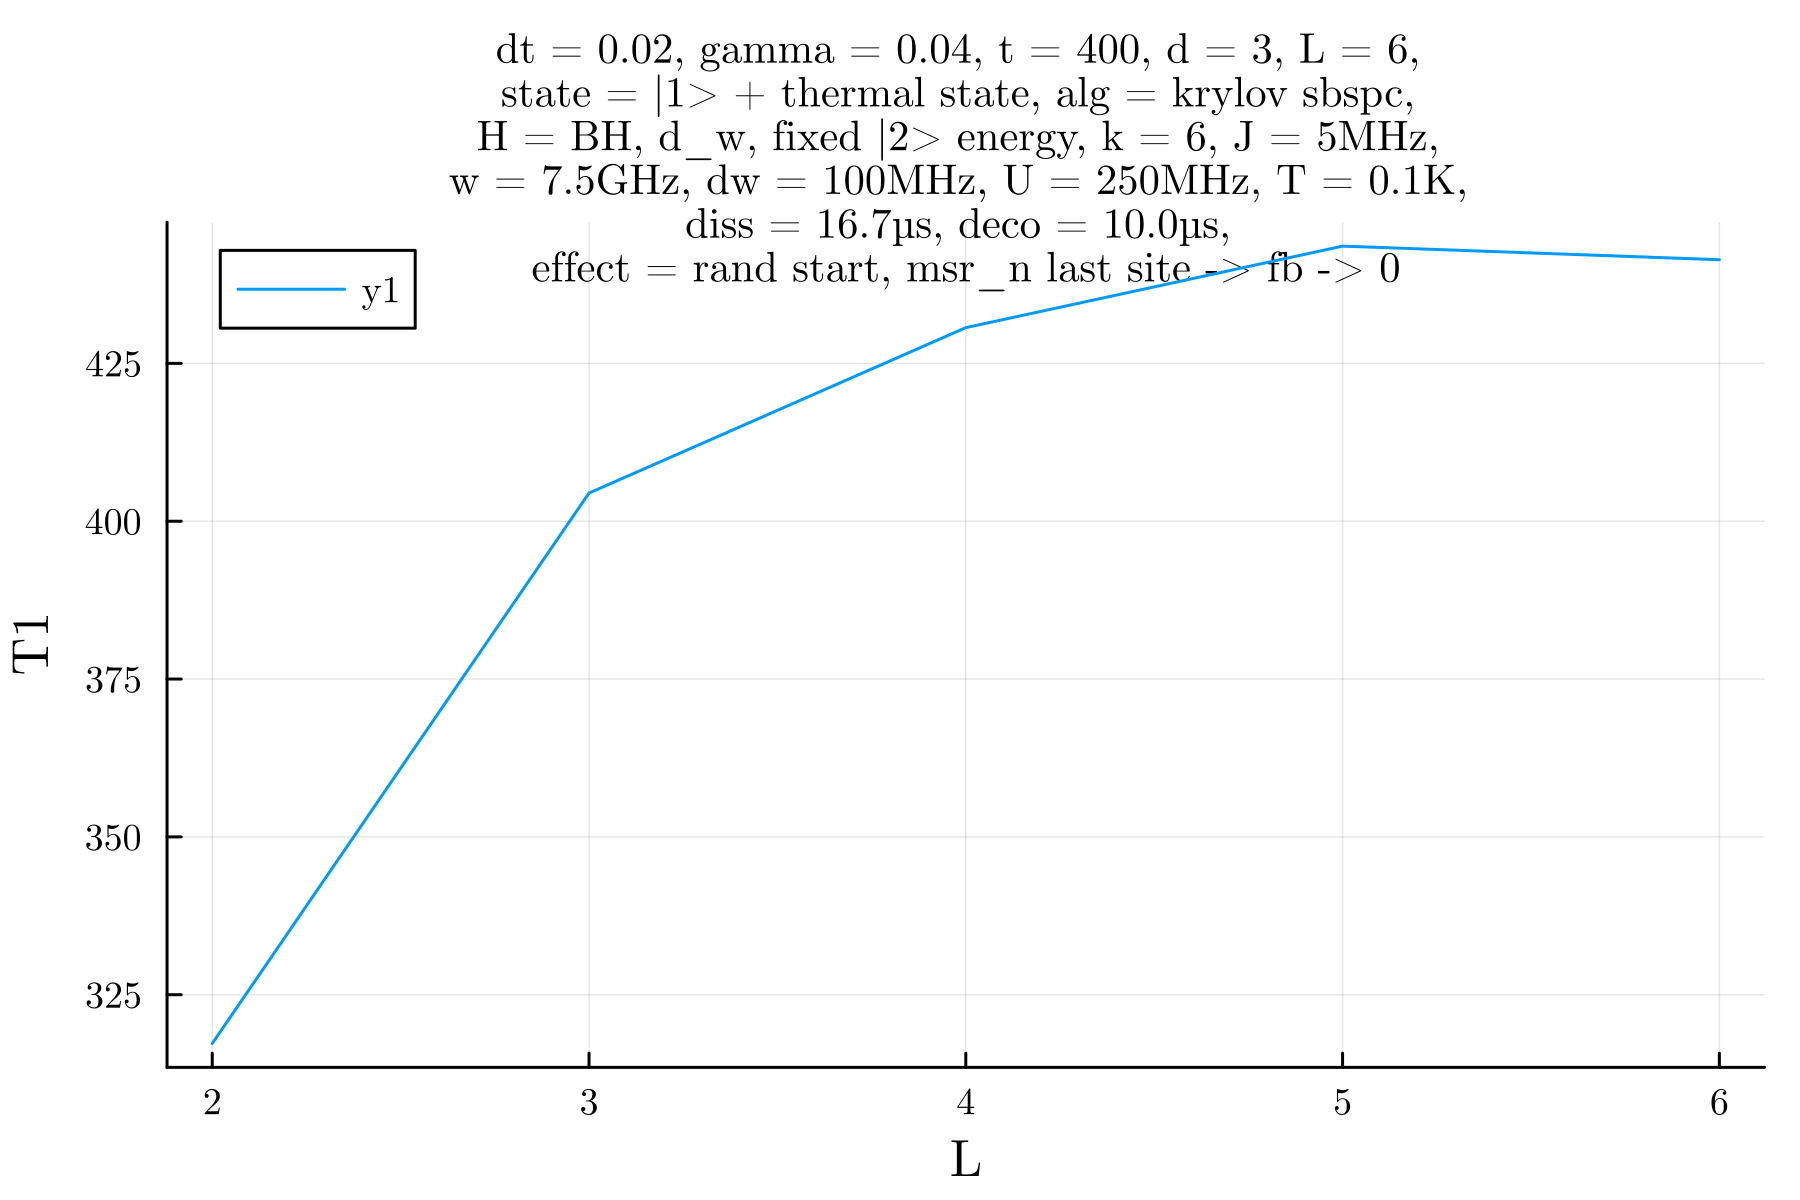 dt = 0.02, gamma = 0.04, t = 400, d = 3, L = 6,
state = |1> + thermal state, alg = krylov sbspc,
H = BH, d_w, fixed |2> energy, k = 6, J = 5MHz,
w = 7.5GHz, dw = 100MHz, U = 250MHz, T = 0.1K,
diss = 16.7µs, deco = 10.0µs,
effect = rand start, msr_n last site -> fb -> 0
y1
425
400
375
350
325
T1
2 3 4 5 6
L